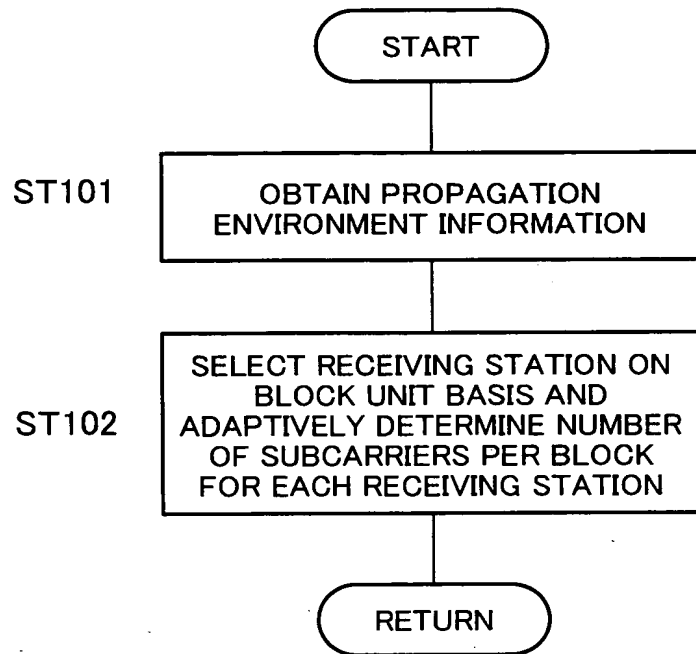 START
ST101
OBTAIN PROPAGATION
ENVIRONMENT INFORMATION
ST102
SELECT RECEIVING STATION ON
BLOCK UNIT BASIS AND
ADAPTIVELY DETERMINE NUMBER
OF SUBCARRIERS PER BLOCK
FOR EACH RECEIVING STATION
RETURN